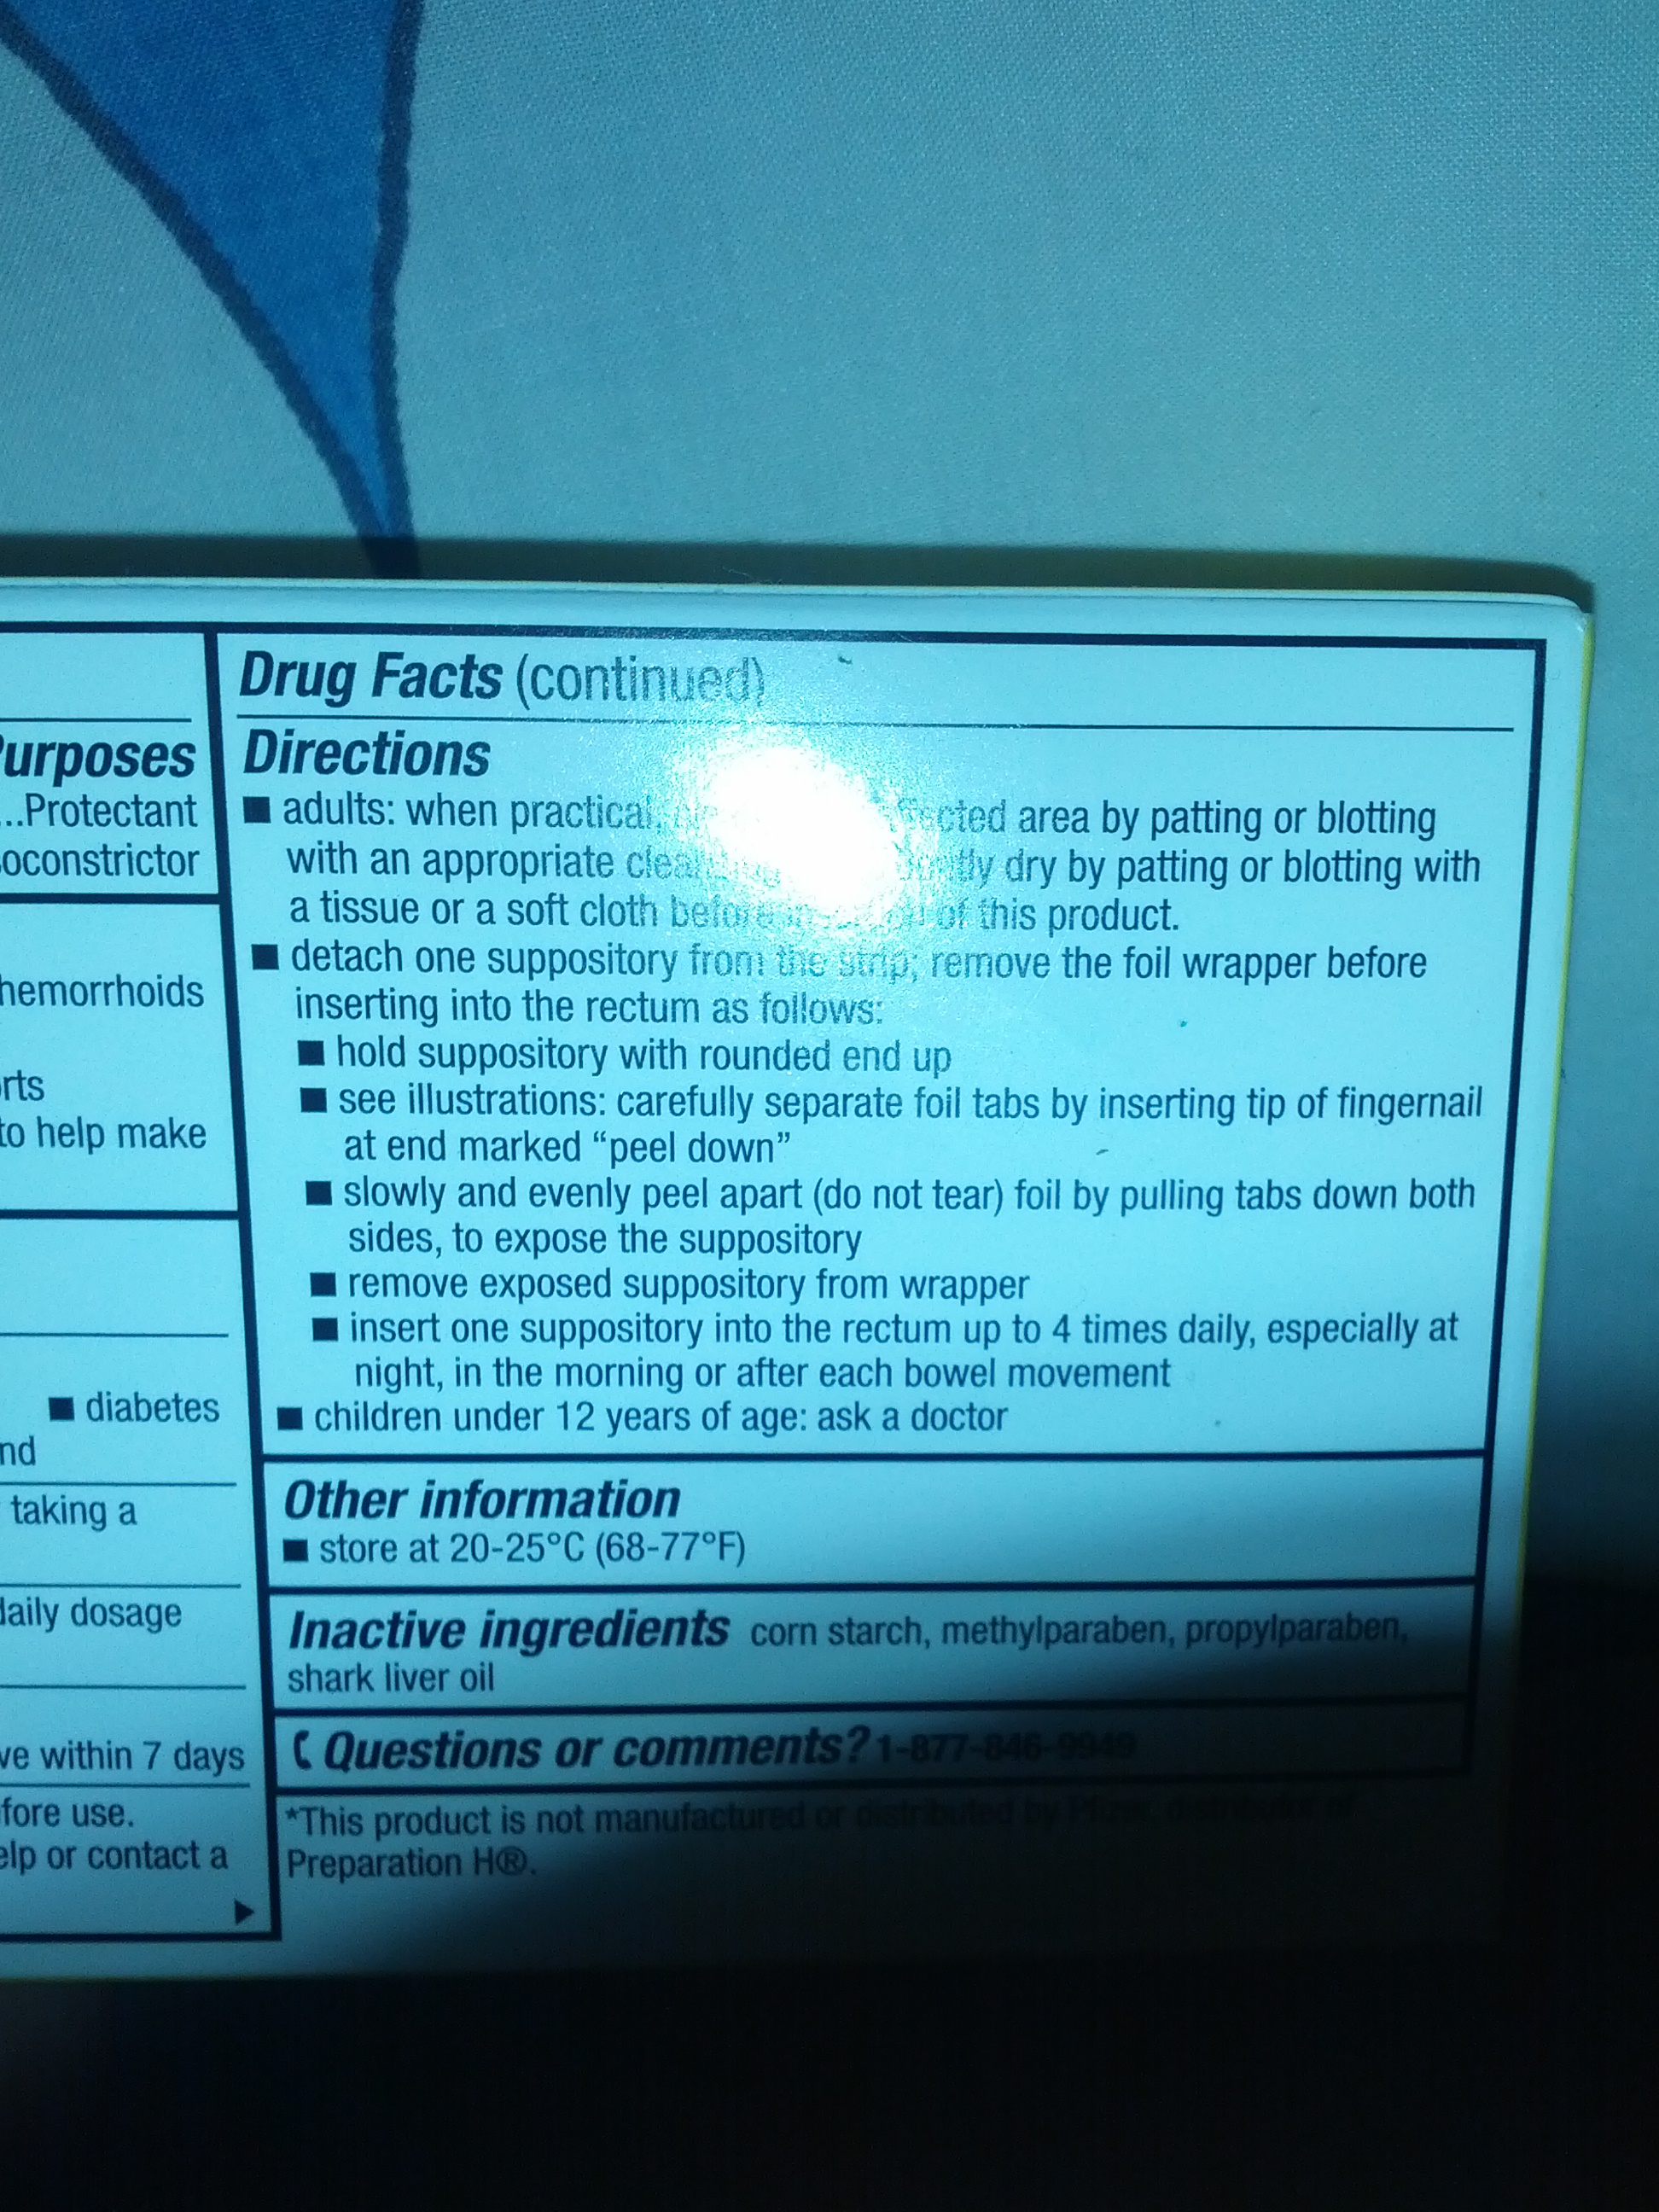 urposes
...Protectant
oconstrictor
hemorrhoids
rts
to help make
■ diabetes
nd
taking a
daily dosage
ve within 7 days
fore use.
elp or contact a
Drug Facts (continued)
Directions
■ adults: when practical, area by patting or blotting
with an appropriate dry by patting or blotting with
a tissue or a soft cloth before of this product.
■ detach one suppository from the strip; remove the foil wrapper before
inserting into the rectum as follows:
■ hold suppository with rounded end up
■ see illustrations: carefully separate foil tabs by inserting tip of fingernail
at end marked “peel down”
■ slowly and evenly peel apart (do not tear) foil by pulling tabs down both
sides, to expose the suppository
■ remove exposed suppository from wrapper
■ insert one suppository into the rectum up to 4 times daily, especially at
night, in the morning or after each bowel movement
■ children under 12 years of age: ask a doctor
Other information
■ store at 20-25°C (68-77°F)
Inactive ingredients corn starch, methylparaben, propylparaben,
shark liver oil
Questions or comments? 1-877-846-9949
*This product is not manufactured or distributed by Pfizer, distributor of
Preparation H®.